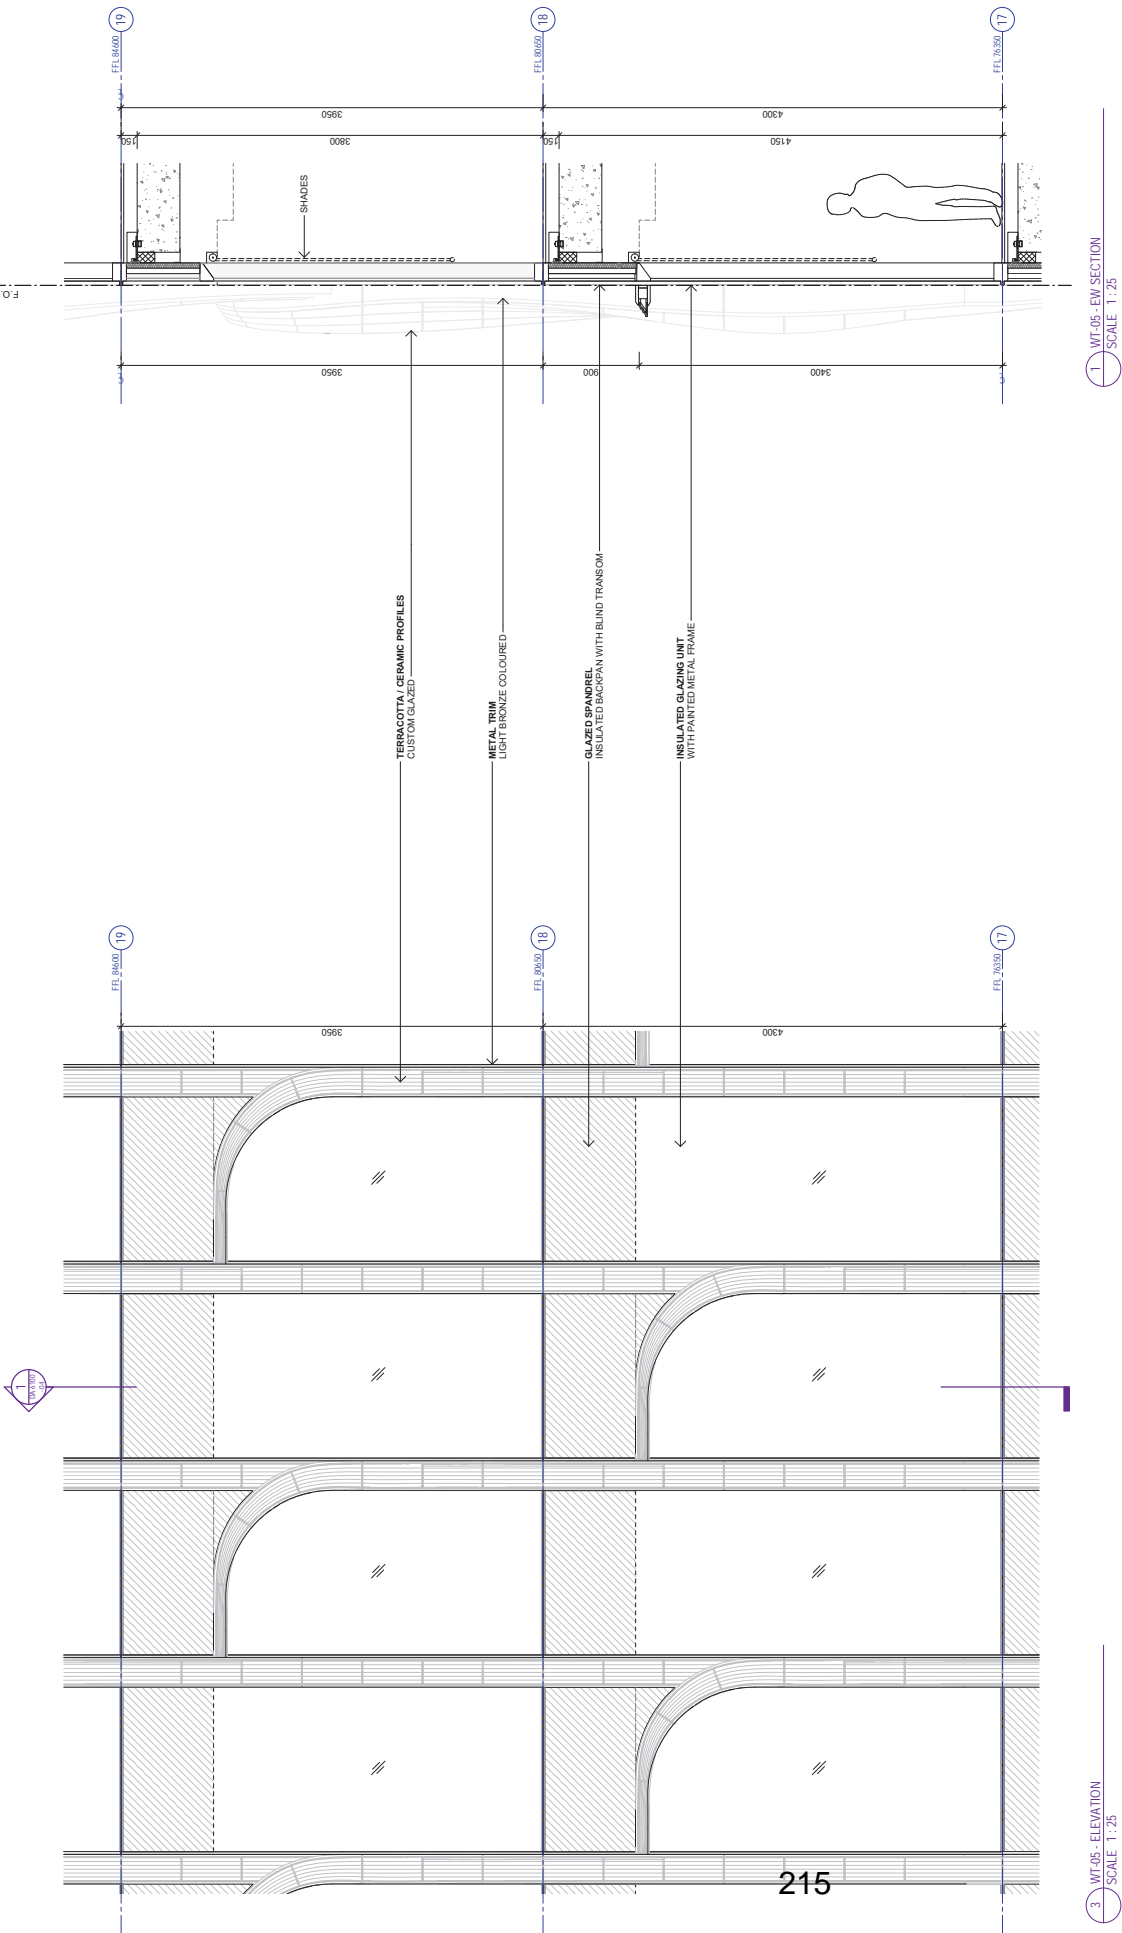 19
FFL 84600
18
FFL 80650
17
FFL 76350
3950
4300
150
3800
150
4150
SHADES
F.O.
3950
900
3400
1
WT-05 - EW SECTION
SCALE 1 : 25
TERRACOTTA / CERAMIC PROFILES
CUSTOM GLAZED
METAL TRIM
LIGHT BRONZE COLOURED
GLAZED SPANDREL
INSULATED BACKPAN WITH BLIND TRANSOM
INSULATED GLAZING UNIT
WITH PAINTED METAL FRAME
19
FFL 84600
18
FFL 80650
17
FFL 76350
3950
4300
1
3
WT-05 - ELEVATION
SCALE 1 : 25
215